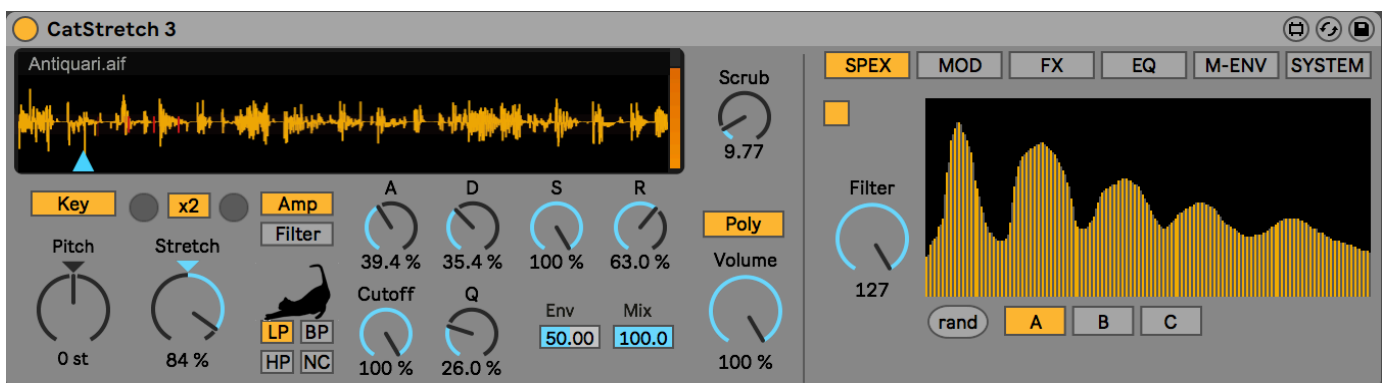 CatStretch 3
Antiquari.aif
Scrub
9.77
SPEX MOD FX EQ M-ENV SYSTEM
Key x2 Amp
Filter
A D S R
39.4 % 35.4 % 100 % 63.0 %
Poly
Pitch Stretch
0 st 84 %
LP BP
HP NC
Cutoff Q
100 % 26.0 %
Env Mix
50.00 100.0
Volume
100 %
Filter
127
rand A B C